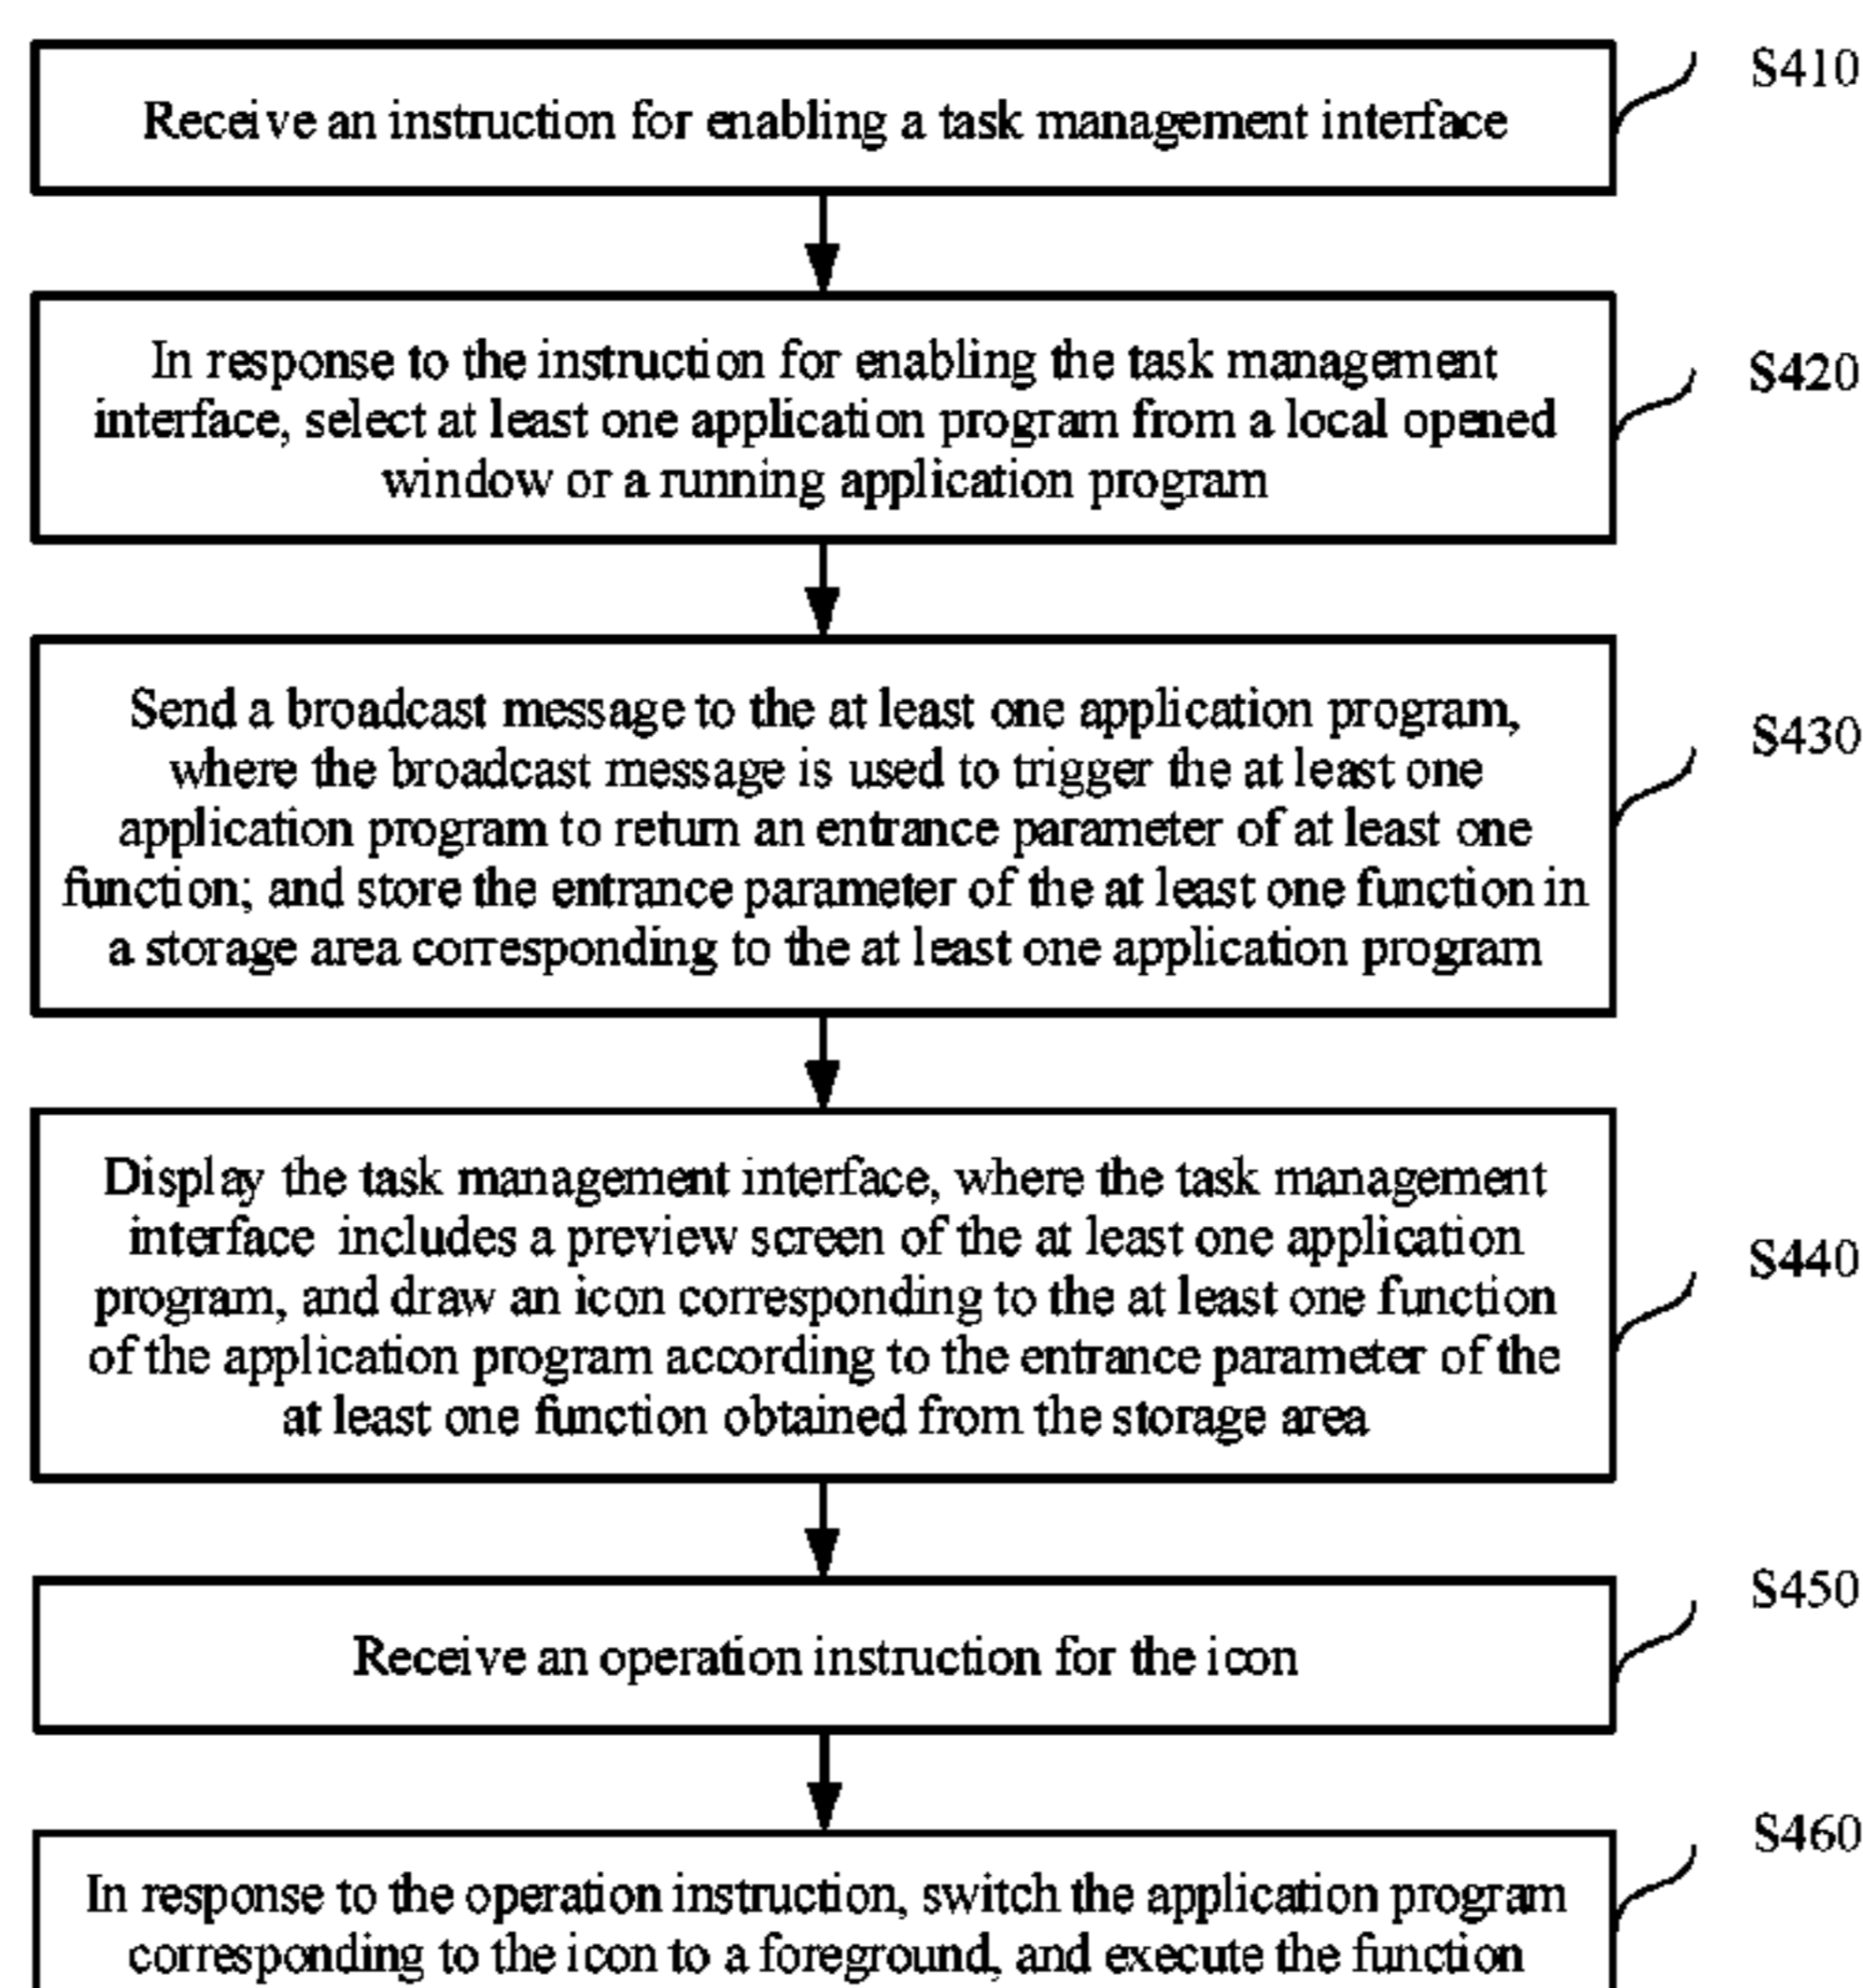 Receive an instruction for enabling a task management interface
S410
In response to the instruction for enabling the task management
interface, select at least one application program from a local opened
window or a running application program
S420
Send a broadcast message to the at least one application program,
where the broadcast message is used to trigger the at least one
application program to return an entrance parameter of at least one
function; and store the entrance parameter of the at least one function in
a storage area corresponding to the at least one application program
S430
Display the task management interface, where the task management
interface includes a preview screen of the at least one application
program, and draw an icon corresponding to the at least one function
of the application program according to the entrance parameter of the
at least one function obtained from the storage area
S440
Receive an operation instruction for the icon
S450
In response to the operation instruction, switch the application program
corresponding to the icon to a foreground, and execute the function
S460